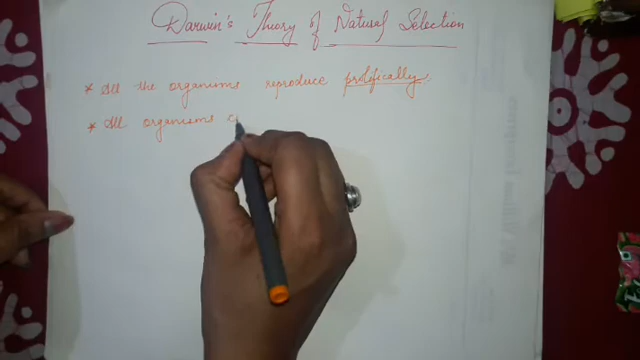 Darwin's Theory of Natural Selection
* All the organisms reproduce prolifically.
* All organisms